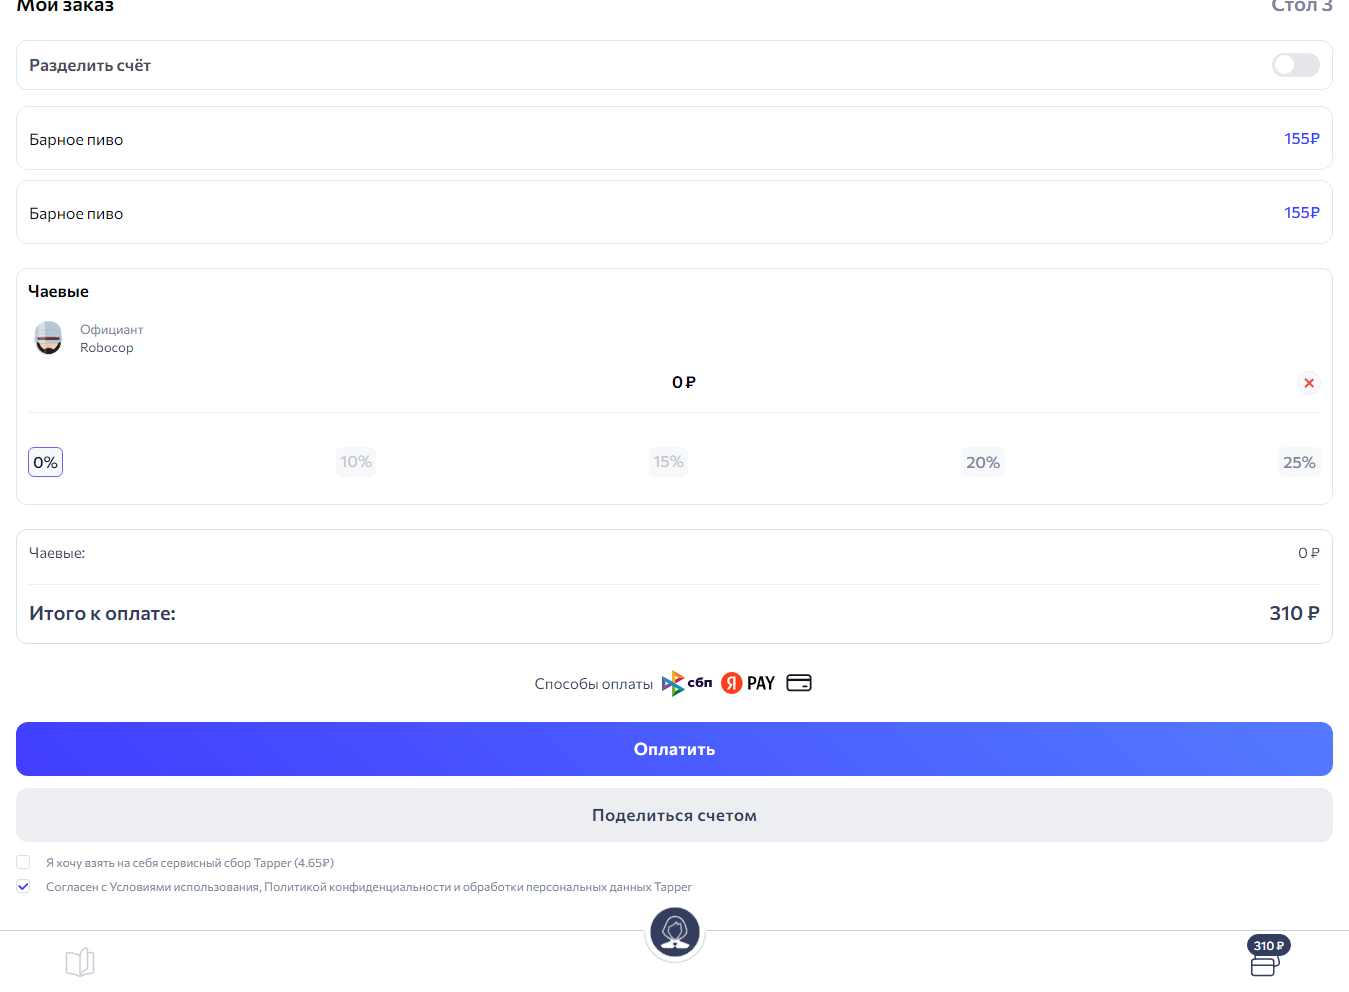 Мой заказ
Стол 3
Разделить счёт
Барное пиво
155₽
Барное пиво
155₽
Чаевые
Официант
Robocop
0 ₽
0%
10%
15%
20%
25%
Чаевые:
0 ₽
Итого к оплате:
310 ₽
Способы оплаты сбп Я PAY
Оплатить
Поделиться счетом
Я хочу взять на себя сервисный сбор Tapper (4.65₽)
Согласен с Условиями использования, Политикой конфиденциальности и обработки персональных данных Tapper
310 ₽